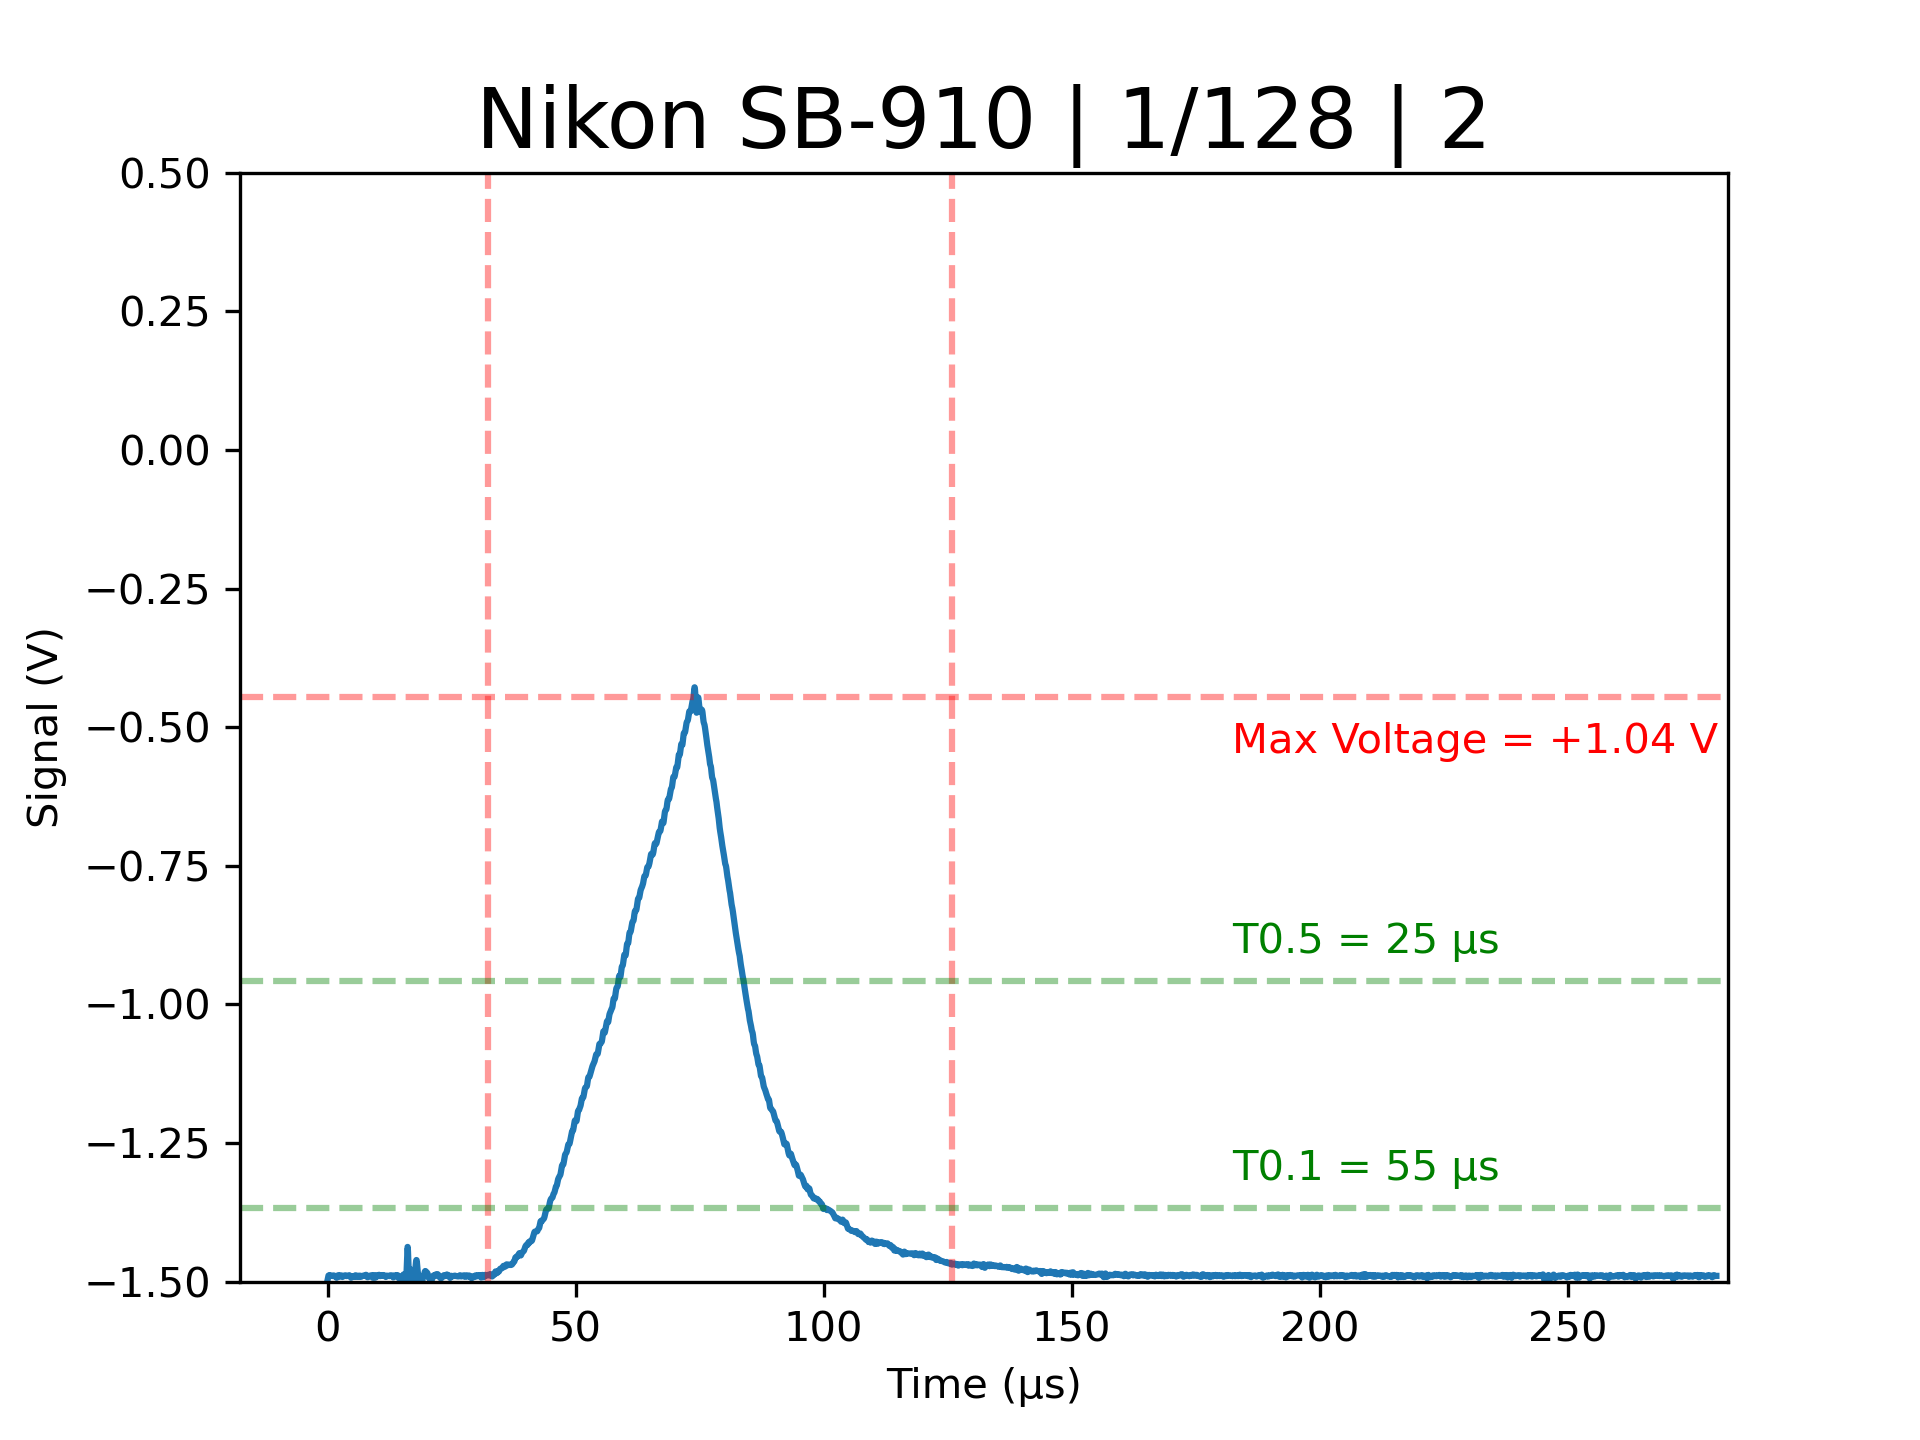 Nikon SB-910 | 1/128 | 2
0.50
0.25
0.00
−0.25
−0.50
−0.75
−1.00
−1.25
−1.50
Signal (V)
Max Voltage = +1.04 V
T0.5 = 25 µs
T0.1 = 55 µs
0 50 100 150 200 250
Time (µs)